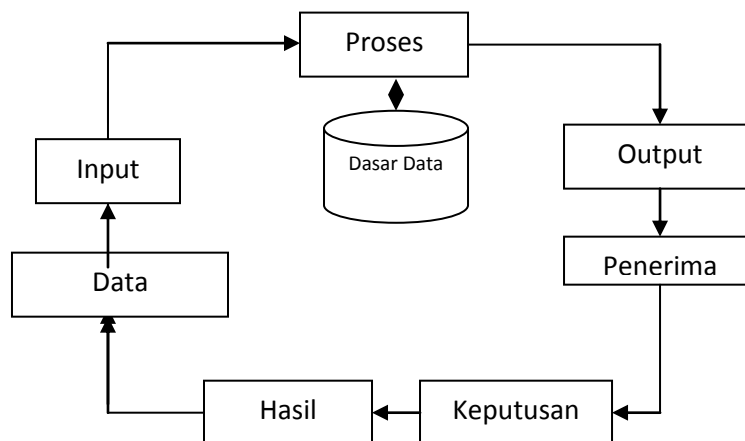 Proses
Dasar Data
Input
Output
Data
Penerima
Hasil
Keputusan